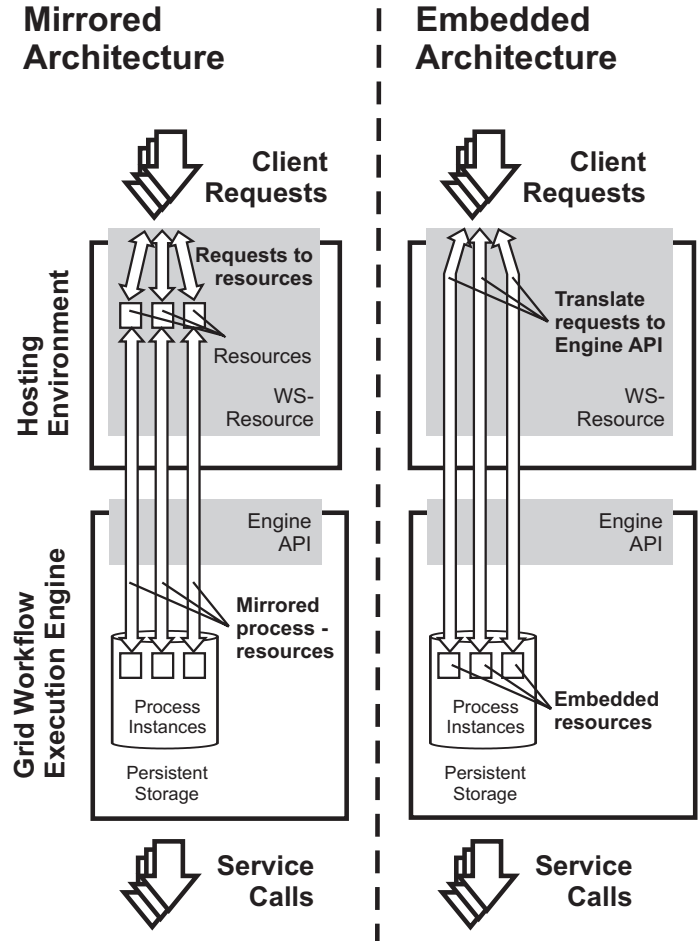 Mirrored
Architecture
Client
Requests
Requests to
resources
Resources
WS-
Resource
Hosting
Environment
Engine
API
Mirrored
process -
resources
Process
Instances
Persistent
Storage
Grid Workflow
Execution Engine
Service
Calls
Embedded
Architecture
Client
Requests
Translate
requests to
Engine API
WS-
Resource
Engine
API
Embedded
resources
Process
Instances
Persistent
Storage
Service
Calls